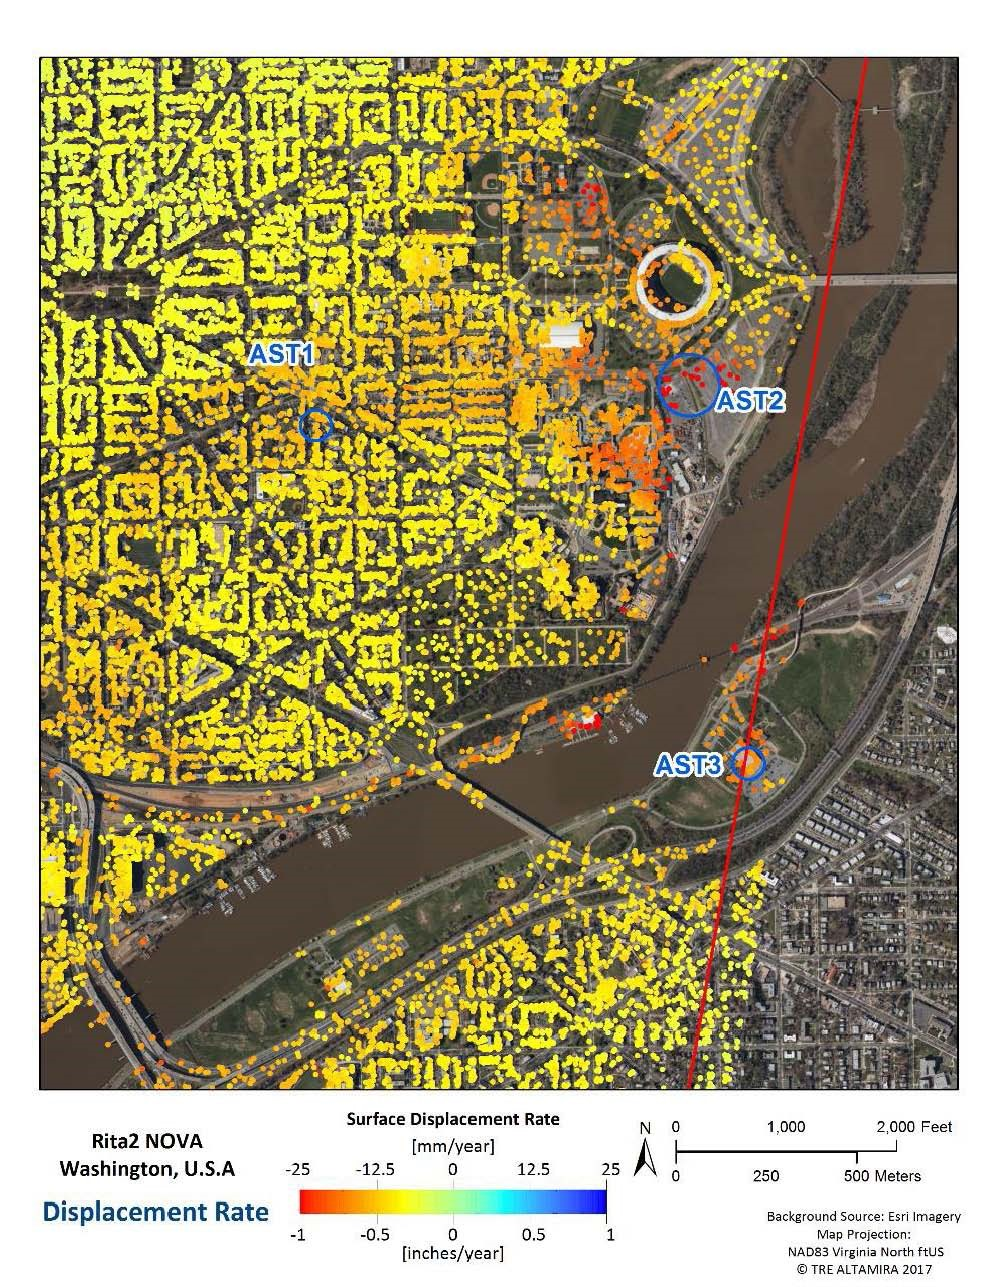 AST1
AST2
AST3
Rita2 NOVA
Washington, U.S.A
Displacement Rate
Surface Displacement Rate
[mm/year]
-25 -12.5 0 12.5 25
-1 -0.5 0 0.5 1
[inches/year]
N
0 1,000 2,000 Feet
0 250 500 Meters
Background Source: Esri Imagery
Map Projection:
NAD83 Virginia North ftUS
© TRE ALTAMIRA 2017